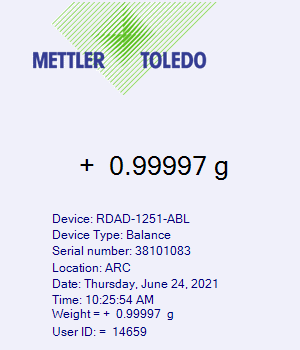 METTLER TOLEDO
+ 0.99997 g
Device: RDAD-1251-ABL
Device Type: Balance
Serial number: 38101083
Location: ARC
Date: Thursday, June 24, 2021
Time: 10:25:54 AM
Weight = + 0.99997 g
User ID: = 14659